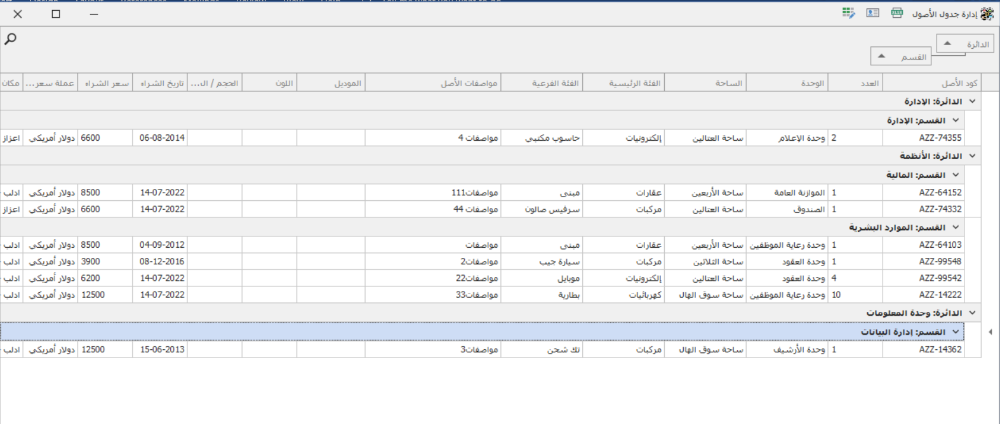 إدارة جدول الأصول XLSX
الدائرة
القسم
كود الأصل العدد الوحدة الساحة الفئة الرئيسية الفئة الفرعية مواصفات الأصل الموديل اللون الحجم / ال... تاريخ الشراء سعر الشراء عملة سعر... مكان
الدائرة: الإدارة
القسم: الإدارة
AZZ-74355 2 وحدة الإعلام ساحة العتالين إلكترونيات حاسوب مكتبي مواصفات 4 06-08-2014 6600 دولار أمريكي اعزاز
الدائرة: الأنظمة
القسم: المالية
AZZ-64152 1 الموازنة العامة ساحة الأربعين عقارات مبنى مواصفات111 14-07-2022 8500 دولار أمريكي ادلب
AZZ-74332 1 الصندوق ساحة العتالين مركبات سرفيس صالون مواصفات 44 14-07-2022 6600 دولار أمريكي اعزاز
القسم: الموارد البشرية
AZZ-64103 1 وحدة رعاية الموظفين ساحة الأربعين عقارات مبنى مواصفات 04-09-2012 8500 دولار أمريكي ادلب
AZZ-99548 1 وحدة العقود ساحة الثلاثين مركبات سيارة جيب مواصفات2 08-12-2016 3900 دولار أمريكي ادلب
AZZ-99542 4 وحدة العقود ساحة العتالين إلكترونيات موبايل مواصفات22 14-07-2022 6200 دولار أمريكي ادلب
AZZ-14222 10 وحدة رعاية الموظفين ساحة سوق الهال كهربائيات بطارية مواصفات33 14-07-2022 12500 دولار أمريكي ادلب
الدائرة: وحدة المعلومات
القسم: إدارة البيانات
AZZ-14362 1 وحدة الأرشيف ساحة سوق الهال مركبات تك شحن مواصفات3 15-06-2013 12500 دولار أمريكي ادلب